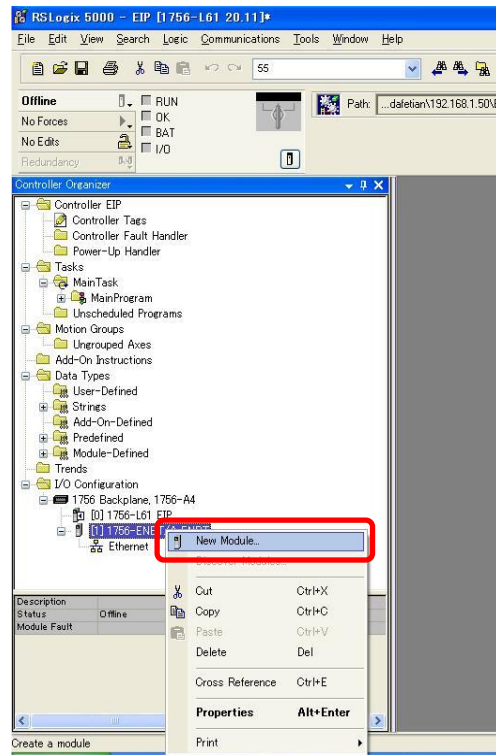 RSLogix 5000 - EIP [1756-L61 20.11]*
File Edit View Search Logic Communications Tools Window Help
55
Offline
RUN
Path: ...dafetian\192.168.1.50\
No Forces
OK
No Edits
BAT
Redundancy
I/O
Controller Organizer
Controller EIP
Controller Tags
Controller Fault Handler
Power-Up Handler
Tasks
MainTask
MainProgram
Unscheduled Programs
Motion Groups
Ungrouped Axes
Add-On Instructions
Data Types
User-Defined
Strings
Add-On-Defined
Predefined
Module-Defined
Trends
I/O Configuration
1756 Backplane, 1756-A4
[0] 1756-L61 EIP
[1] 1756-EN
Ethernet
New Module...
Discover Modules...
Cut Ctrl+X
Copy Ctrl+C
Paste Ctrl+V
Delete Del
Cross Reference Ctrl+E
Properties Alt+Enter
Print
Description
Status Offline
Module Fault
Create a module